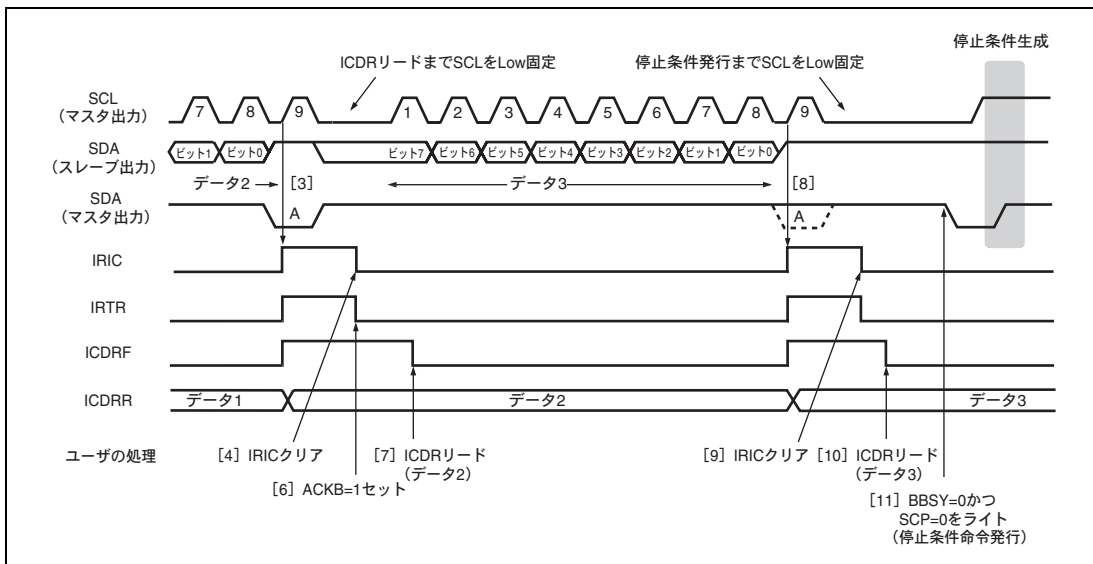 停止条件生成
ICDRリードまでSCLをLow固定
停止条件発行までSCLをLow固定
SCL
(マスタ出力)
7 8 9 1 2 3 4 5 6 7 8 9
SDA
(スレーブ出力)
ビット1 ビット0 ビット7 ビット6 ビット5 ビット4 ビット3 ビット2 ビット1 ビット0
データ2 [3] データ3 [8]
SDA
(マスタ出力)
A A
IRIC
IRTR
ICDRF
ICDRR
データ1 データ2 データ3
ユーザの処理
[4] IRICクリア
[7] ICDRリード
(データ2)
[6] ACKB=1セット
[9] IRICクリア
[10] ICDRリード
(データ3)
[11] BBSY=0かつ
SCP=0をライト
(停止条件命令発行)